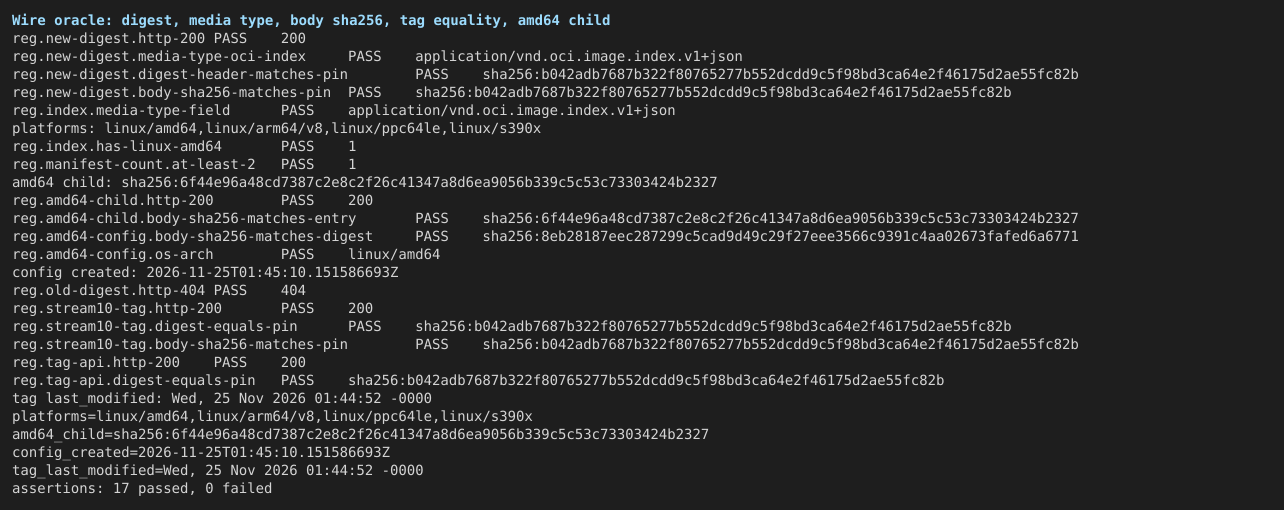 Wire oracle: digest, media type, body sha256, tag equality, amd64 child
reg.new-digest.http-200 PASS    200
reg.new-digest.media-type-oci-index     PASS    application/vnd.oci.image.index.v1+json
reg.new-digest.digest-header-matches-pin        PASS    sha256:b042adb7687b322f80765277b552dcdd9c5f98bd3ca64e2f46175d2ae55fc82b
reg.new-digest.body-sha256-matches-pin  PASS    sha256:b042adb7687b322f80765277b552dcdd9c5f98bd3ca64e2f46175d2ae55fc82b
reg.index.media-type-field      PASS    application/vnd.oci.image.index.v1+json
platforms: linux/amd64,linux/arm64/v8,linux/ppc64le,linux/s390x
reg.index.has-linux-amd64       PASS    1
reg.manifest-count.at-least-2   PASS    1
amd64 child: sha256:6f44e96a48cd7387c2e8c2f26c41347a8d6ea9056b339c5c53c73303424b2327
reg.amd64-child.http-200        PASS    200
reg.amd64-child.body-sha256-matches-entry       PASS    sha256:6f44e96a48cd7387c2e8c2f26c41347a8d6ea9056b339c5c53c73303424b2327
reg.amd64-config.body-sha256-matches-digest     PASS    sha256:8eb28187eec287299c5cad9d49c29f27eee3566c9391c4aa02673fafed6a6771
reg.amd64-config.os-arch        PASS    linux/amd64
config created: 2026-11-25T01:45:10.151586693Z
reg.old-digest.http-404 PASS    404
reg.stream10-tag.http-200       PASS    200
reg.stream10-tag.digest-equals-pin      PASS    sha256:b042adb7687b322f80765277b552dcdd9c5f98bd3ca64e2f46175d2ae55fc82b
reg.stream10-tag.body-sha256-matches-pin        PASS    sha256:b042adb7687b322f80765277b552dcdd9c5f98bd3ca64e2f46175d2ae55fc82b
reg.tag-api.http-200    PASS    200
reg.tag-api.digest-equals-pin   PASS    sha256:b042adb7687b322f80765277b552dcdd9c5f98bd3ca64e2f46175d2ae55fc82b
tag last_modified: Wed, 25 Nov 2026 01:44:52 -0000
platforms=linux/amd64,linux/arm64/v8,linux/ppc64le,linux/s390x
amd64_child=sha256:6f44e96a48cd7387c2e8c2f26c41347a8d6ea9056b339c5c53c73303424b2327
config_created=2026-11-25T01:45:10.151586693Z
tag_last_modified=Wed, 25 Nov 2026 01:44:52 -0000
assertions: 17 passed, 0 failed